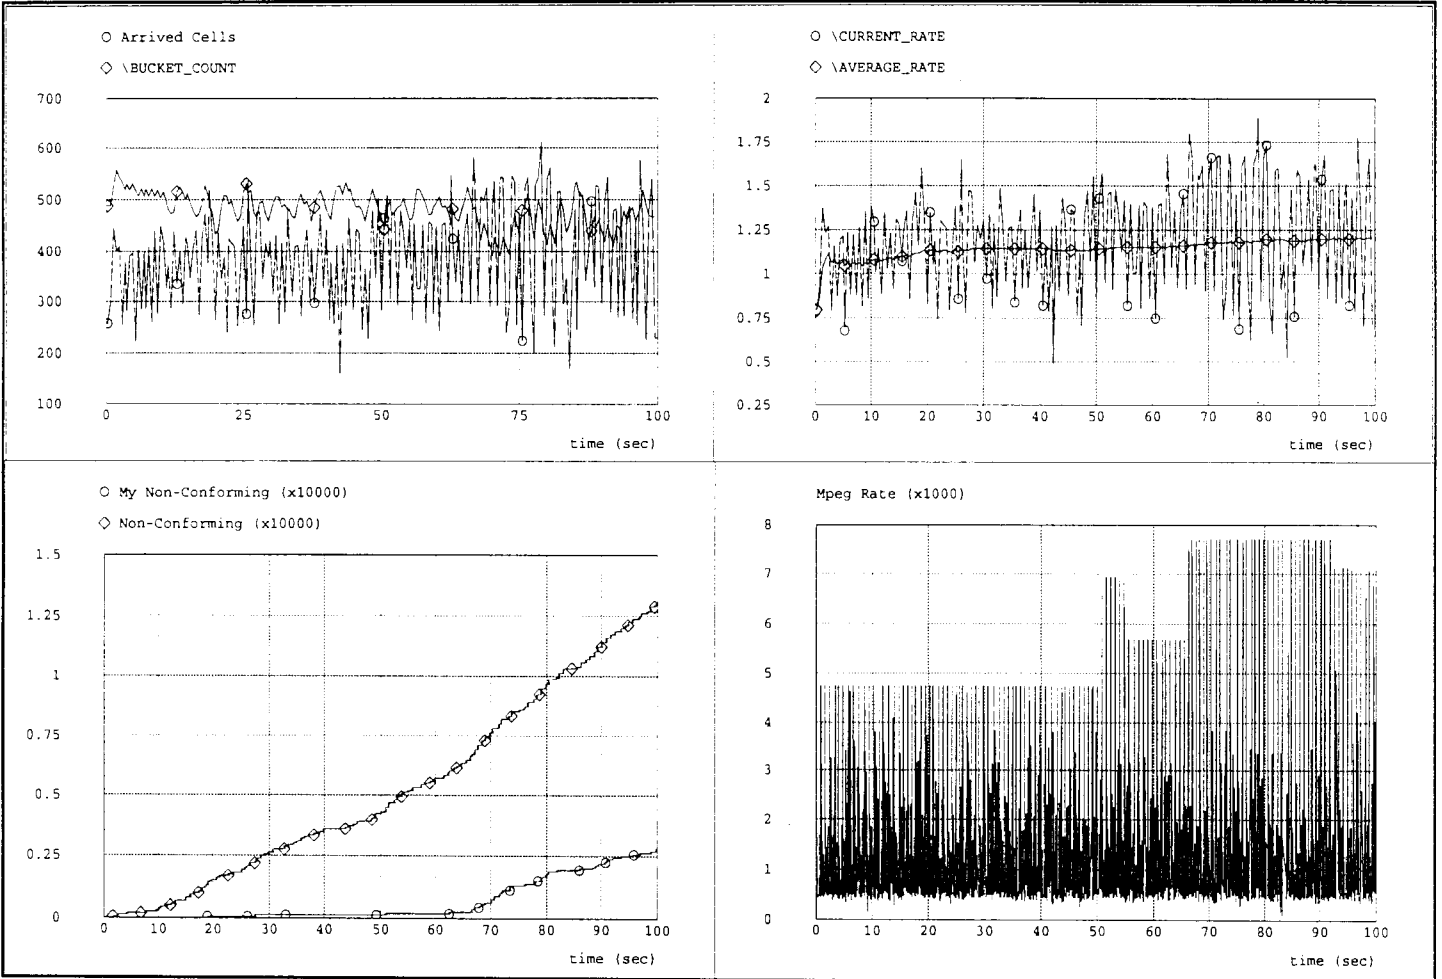 Arrived Cells
\BUCKET_COUNT
700
600
500
400
300
200
100
0 25 50 75 100
time (sec)
\CURRENT_RATE
\AVERAGE_RATE
2
1.75
1.5
1.25
1
0.75
0.5
0.25
0 10 20 30 40 50 60 70 80 90 100
time (sec)
My Non-Conforming (x10000)
Non-Conforming (x10000)
1.5
1.25
1
0.75
0.5
0.25
0
0 10 20 30 40 50 60 70 80 90 100
time (sec)
Mpeg Rate (x1000)
8
7
6
5
4
3
2
1
0
0 10 20 30 40 50 60 70 80 90 100
time (sec)